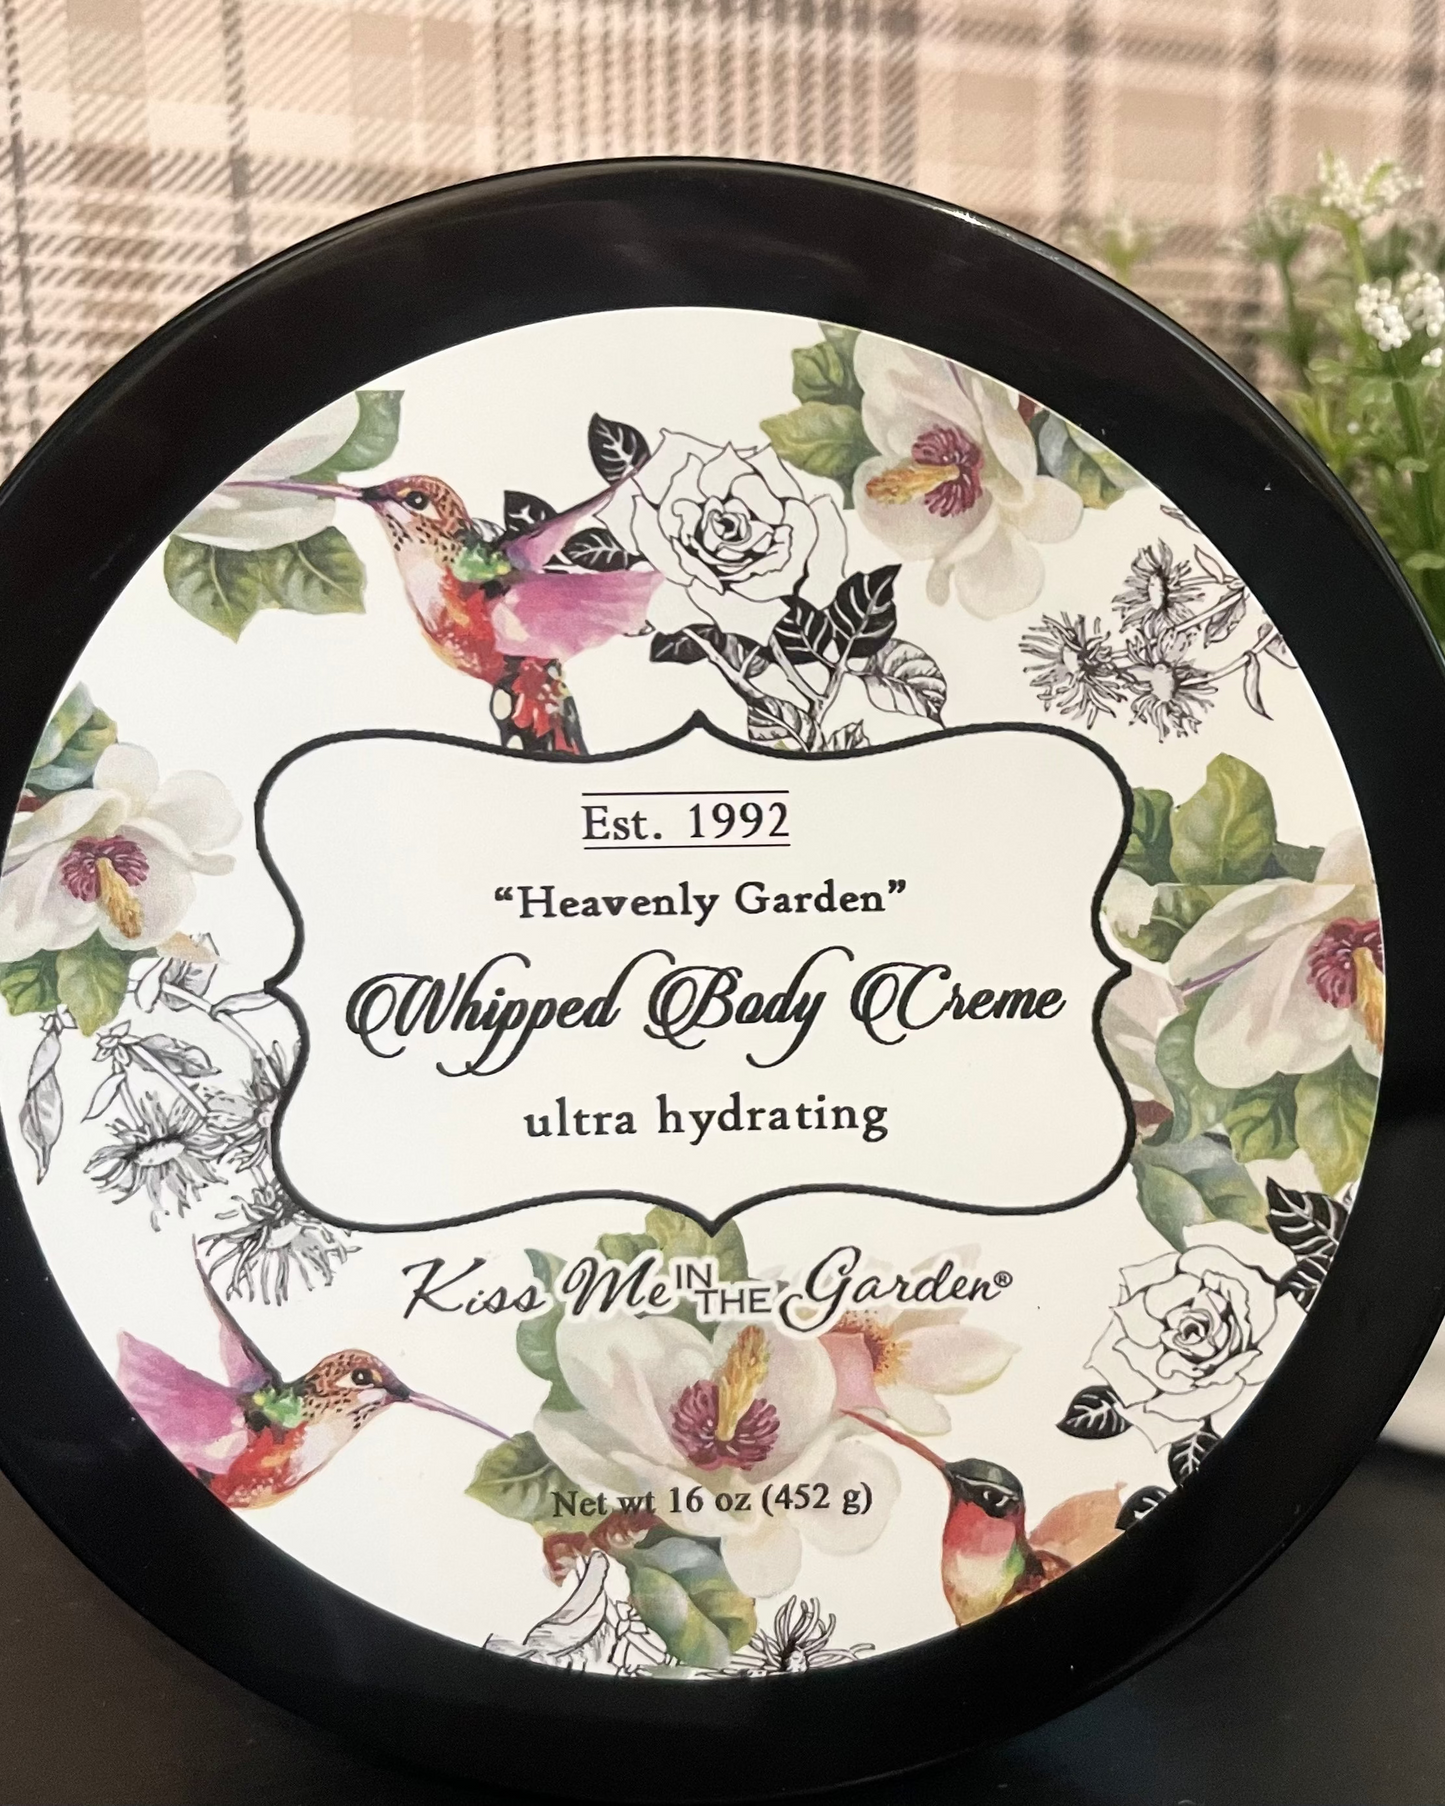 Est. 1992
“Heavenly Garden”
Whipped Body Creme
ultra hydrating
Kiss Me IN THE Garden®
Net wt 16 oz (452 g)